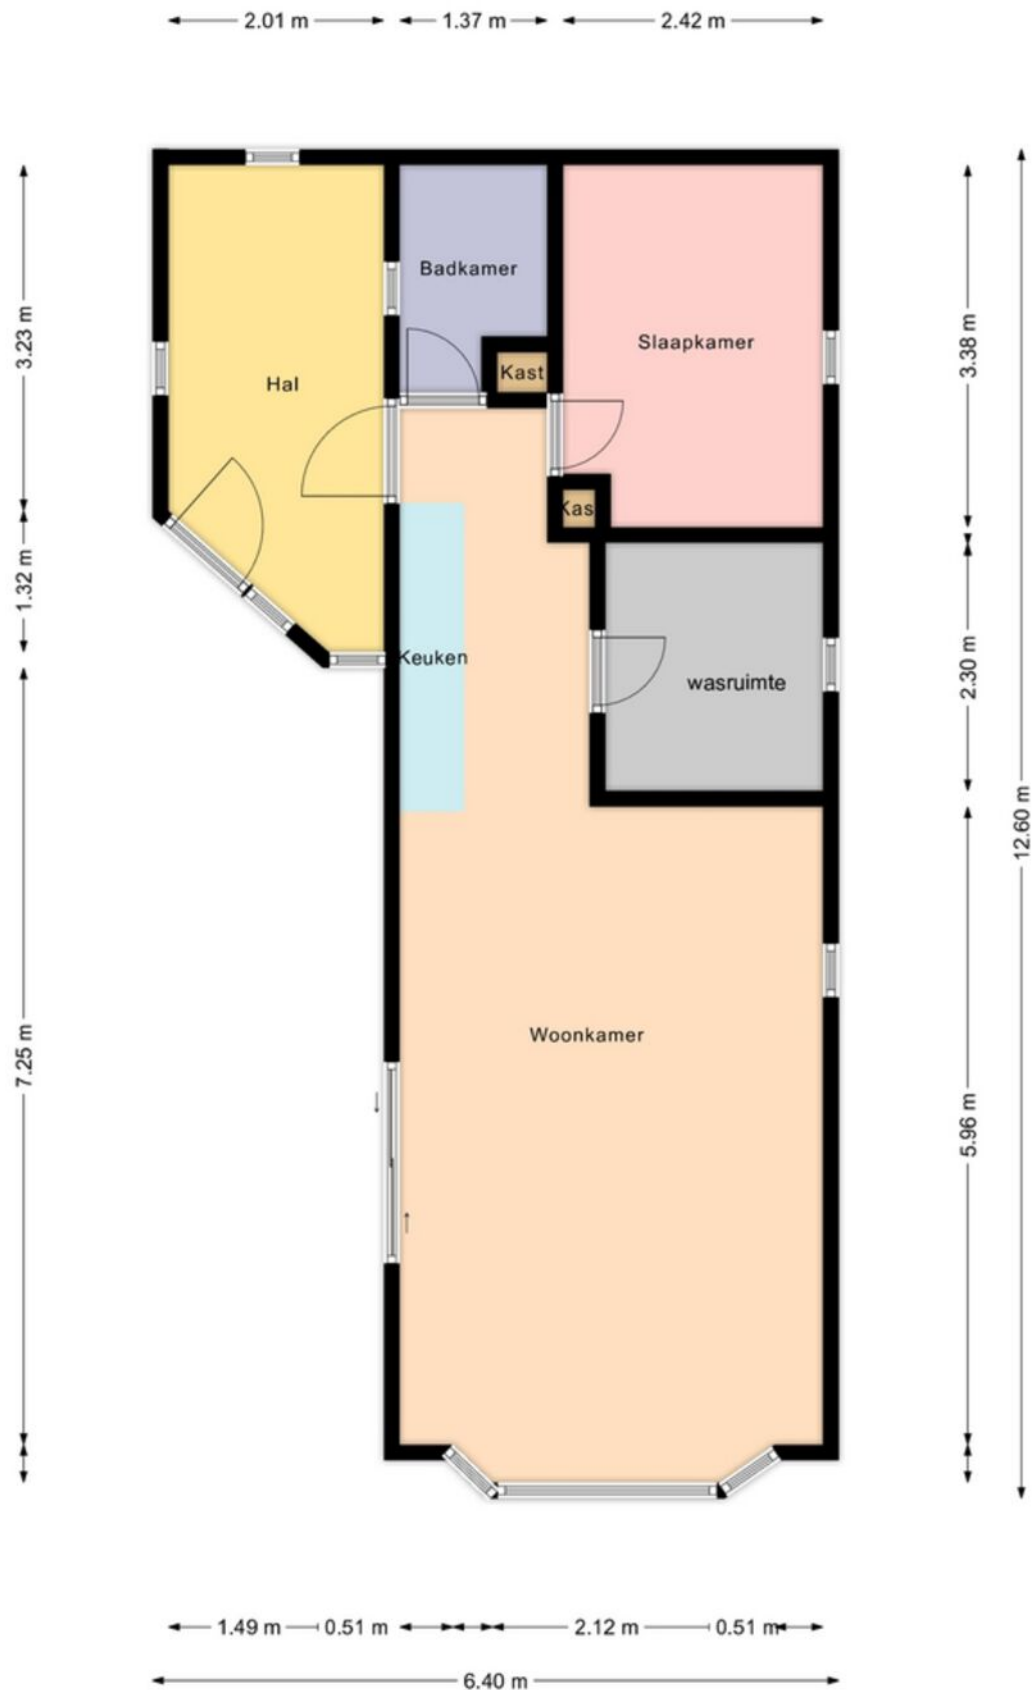 2.01 m
1.37 m
2.42 m
Badkamer
Slaapkamer
Kast
Hal
3.23 m
3.38 m
Kas
1.32 m
Keuken
wasruimte
2.30 m
12.60 m
Woonkamer
7.25 m
5.96 m
1.49 m
0.51 m
2.12 m
0.51 m
6.40 m